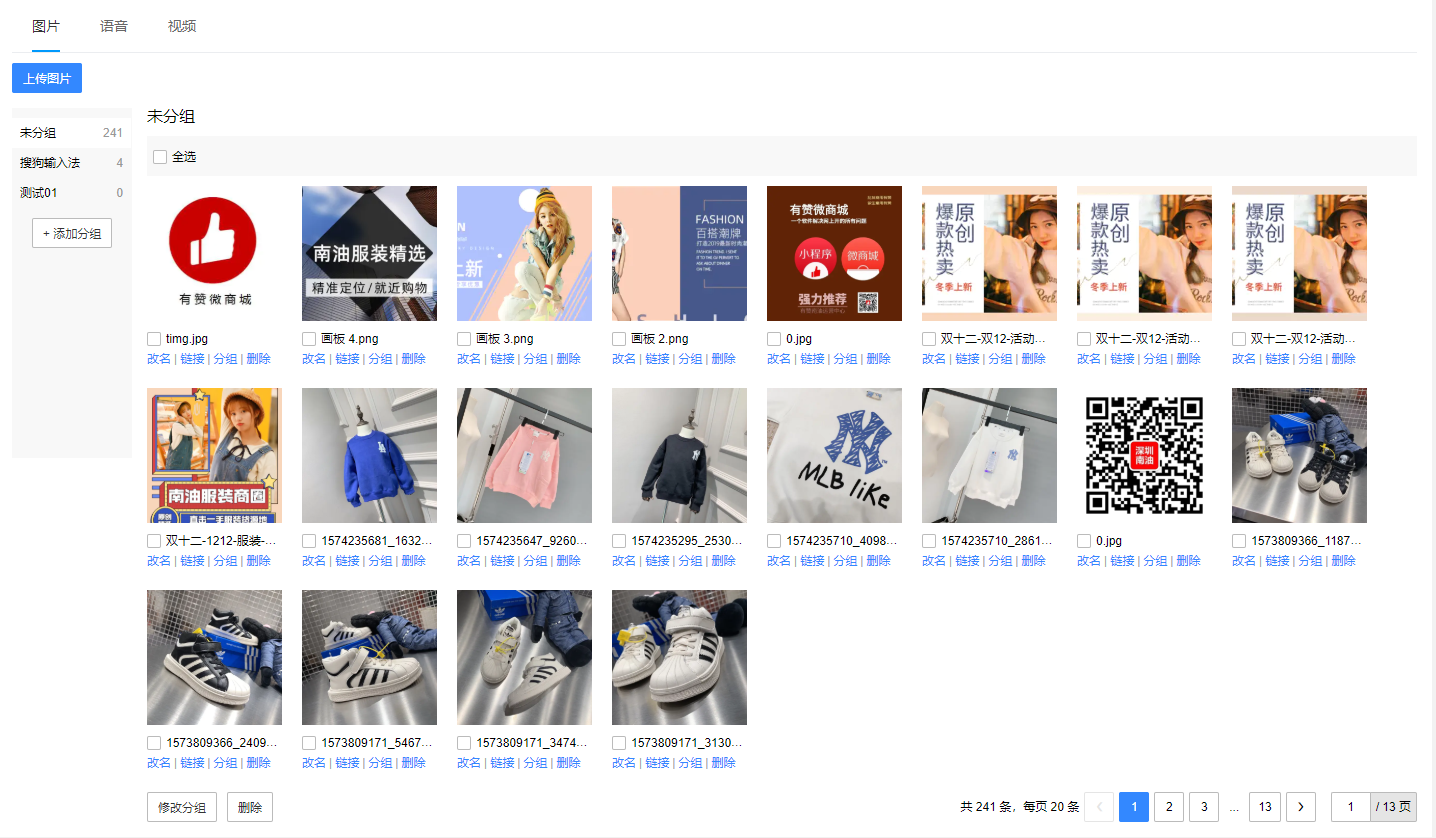 图片 语音 视频
上传图片
未分组 241
搜狗输入法 4
测试01 0
+ 添加分组
未分组
全选
有赞微商城
南油服装精选
精准定位/就近购物
上新
FASHION
百搭潮牌
有赞微商城
一个软件解决网上开店的所有问题
小程序 微商城
强力推荐
原创
爆款热卖
冬季上新
原创
爆款热卖
冬季上新
原创
爆款热卖
冬季上新
timg.jpg 画板 4.png 画板 3.png 画板 2.png 0.jpg 双十二-双12-活动... 双十二-双12-活动... 双十二-双12-活动...
改名 | 链接 | 分组 | 删除 改名 | 链接 | 分组 | 删除 改名 | 链接 | 分组 | 删除 改名 | 链接 | 分组 | 删除 改名 | 链接 | 分组 | 删除 改名 | 链接 | 分组 | 删除 改名 | 链接 | 分组 | 删除 改名 | 链接 | 分组 | 删除
南油服装商圈
NY
MLB liKe
深圳
南油
双十二-1212-服装-... 1574235681_1632... 1574235647_9260... 1574235295_2530... 1574235710_4098... 1574235710_2861... 0.jpg 1573809366_1187...
改名 | 链接 | 分组 | 删除 改名 | 链接 | 分组 | 删除 改名 | 链接 | 分组 | 删除 改名 | 链接 | 分组 | 删除 改名 | 链接 | 分组 | 删除 改名 | 链接 | 分组 | 删除 改名 | 链接 | 分组 | 删除 改名 | 链接 | 分组 | 删除
1573809366_2409... 1573809171_5467... 1573809171_3474... 1573809171_3130...
改名 | 链接 | 分组 | 删除 改名 | 链接 | 分组 | 删除 改名 | 链接 | 分组 | 删除 改名 | 链接 | 分组 | 删除
修改分组 删除 共 241 条，每页 20 条 1 2 3 ... 13 1 / 13 页